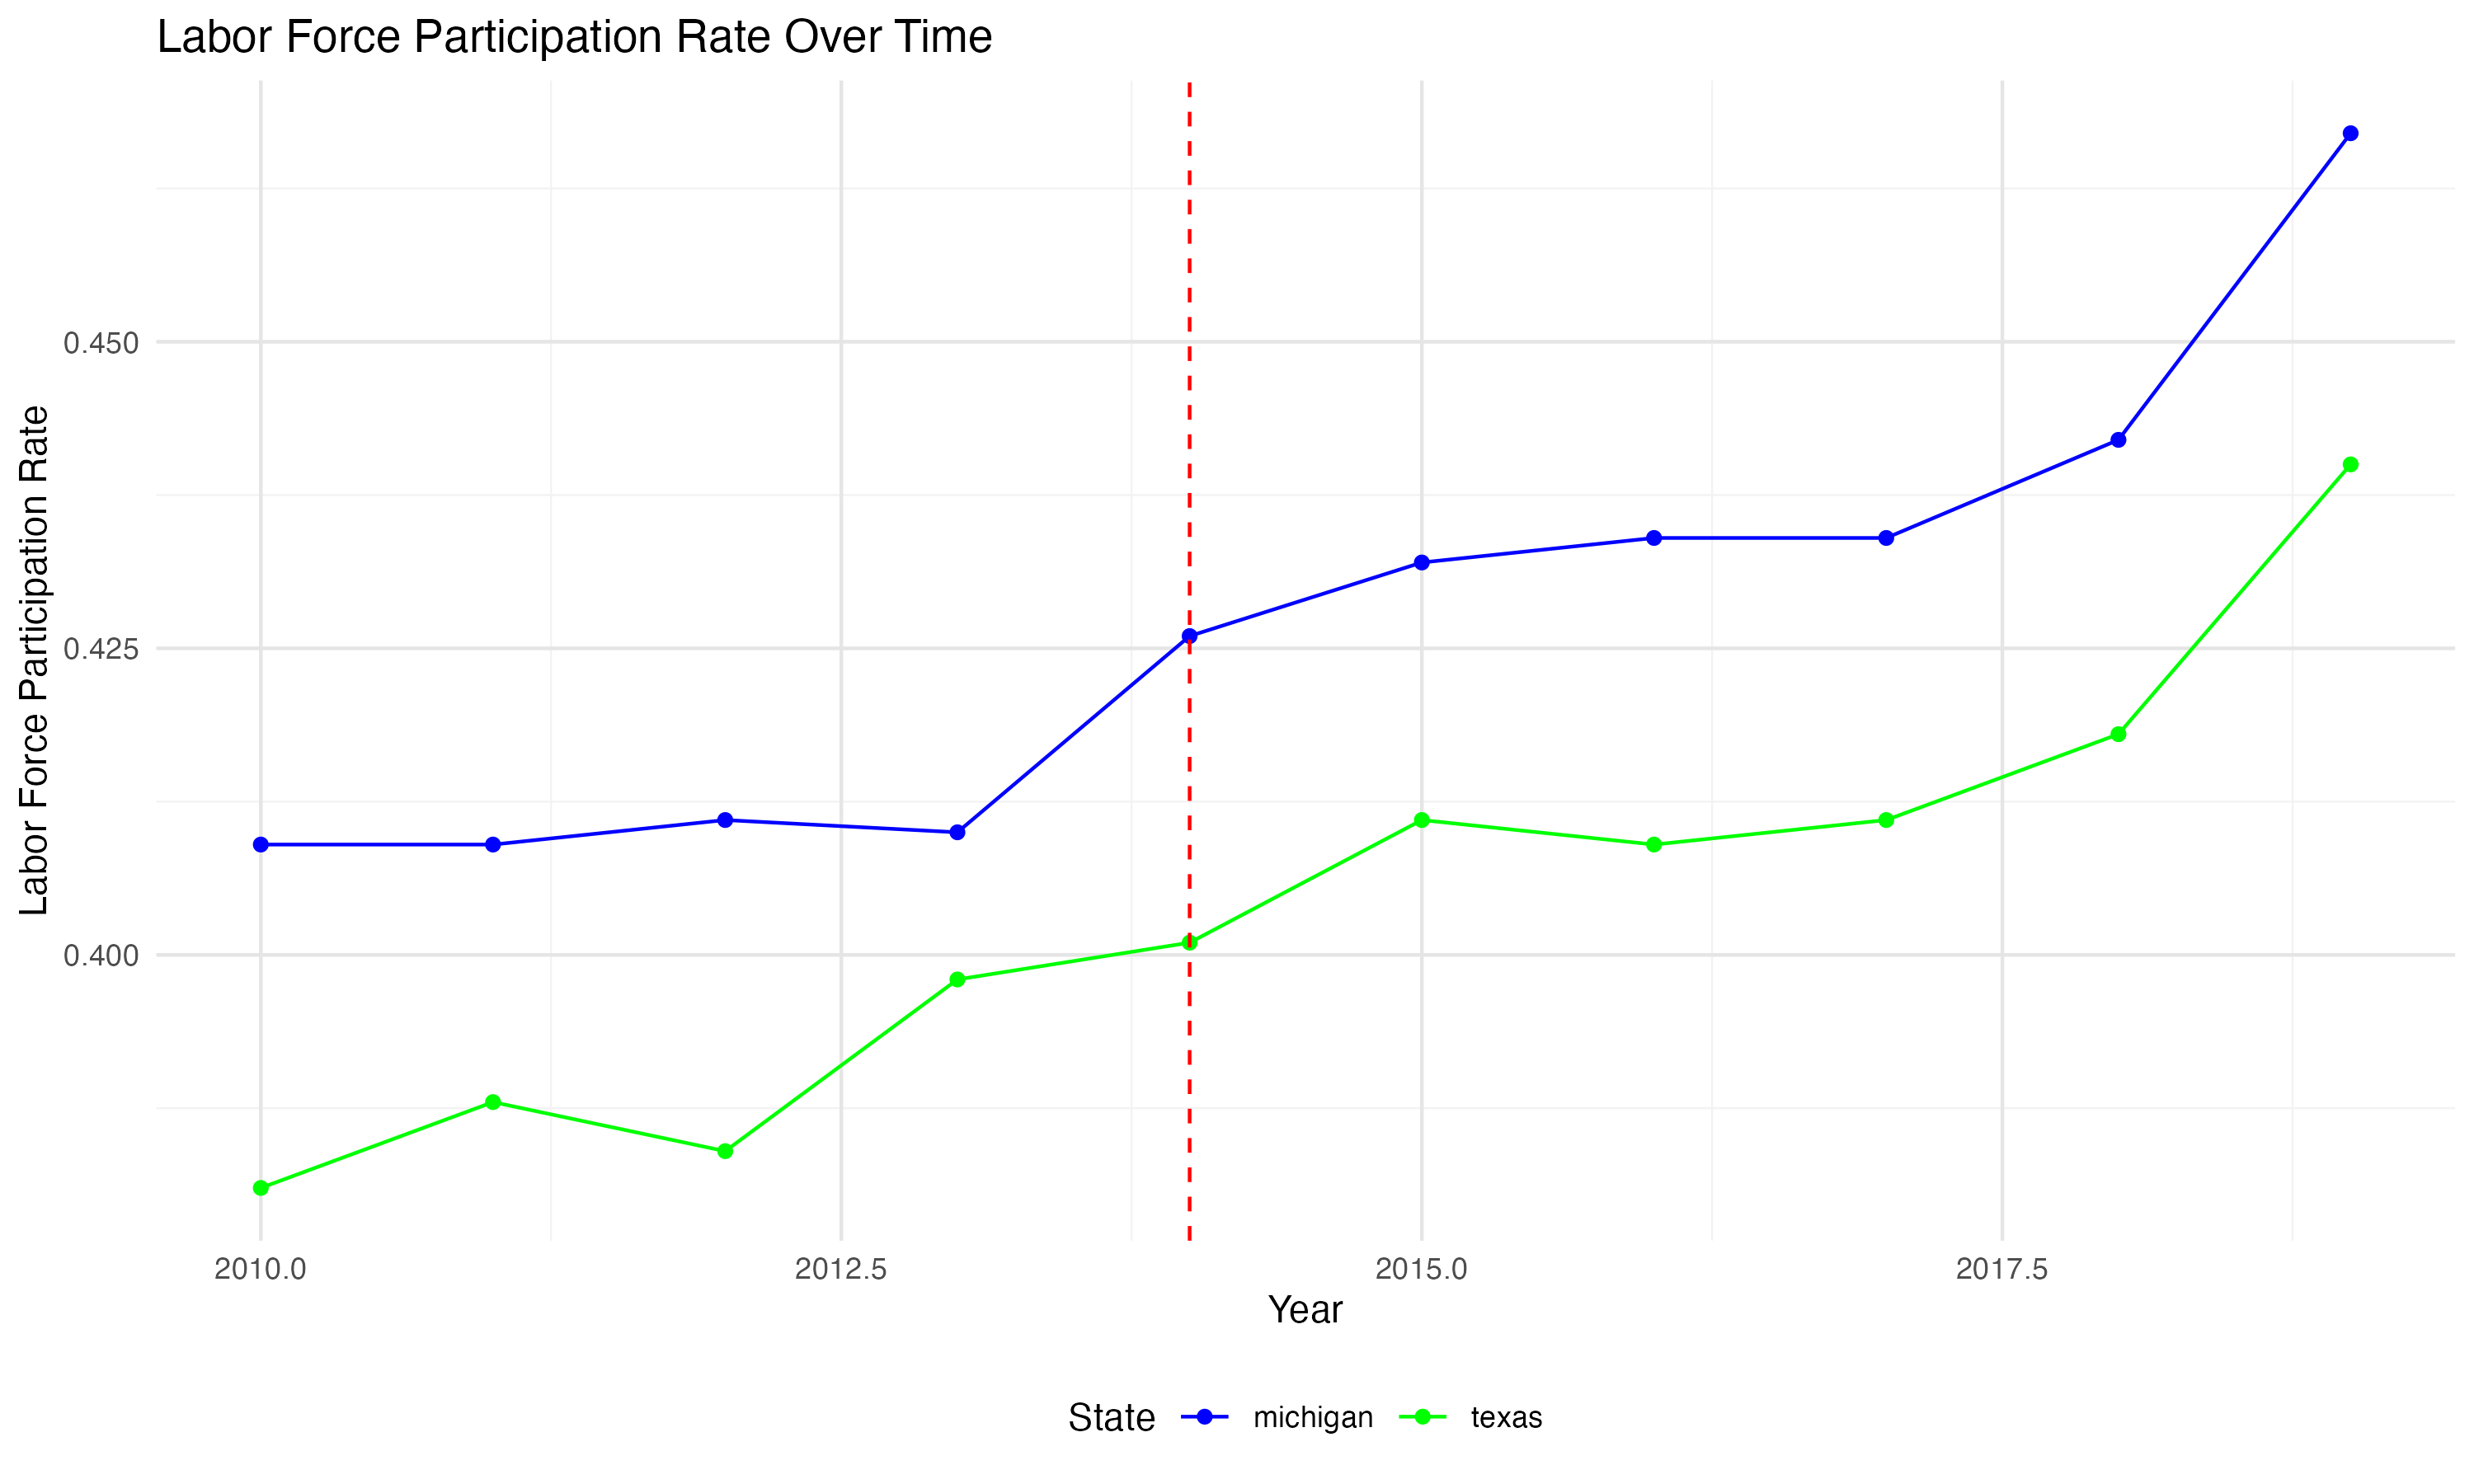 Labor Force Participation Rate Over Time
Labor Force Participation Rate
0.450
0.425
0.400
2010.0 2012.5 2015.0 2017.5
Year
State michigan texas